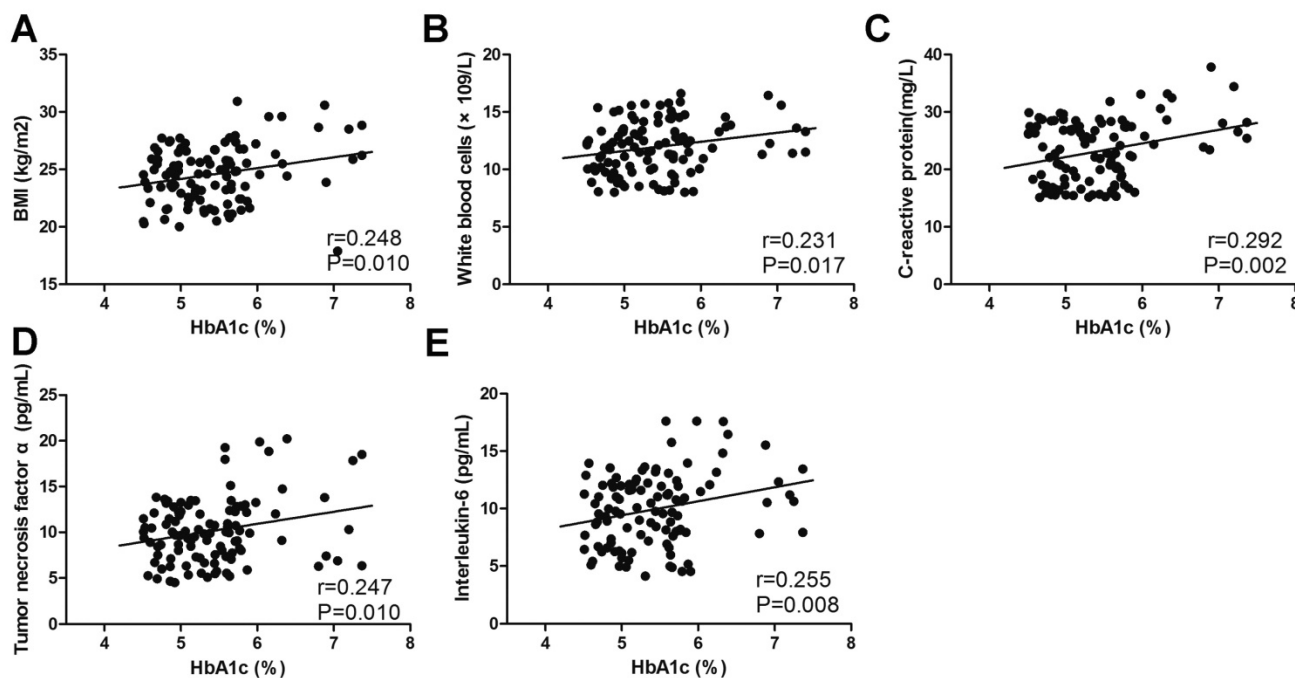 A
BMI (kg/m2)
35
30
25
20
15
r=0.248
P=0.010
4 5 6 7 8
HbA1c (%)
B
White blood cells (× 109/L)
20
15
10
5
0
r=0.231
P=0.017
4 5 6 7 8
HbA1c (%)
C
C-reactive protein(mg/L)
40
30
20
10
0
r=0.292
P=0.002
4 5 6 7 8
HbA1c (%)
D
Tumor necrosis factor α (pg/mL)
25
20
15
10
5
0
r=0.247
P=0.010
4 5 6 7 8
HbA1c (%)
E
Interleukin-6 (pg/mL)
20
15
10
5
0
r=0.255
P=0.008
4 5 6 7 8
HbA1c (%)